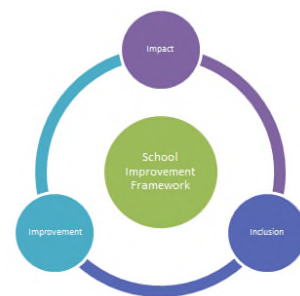 Impact
School
Improvement
Framework
Improvement
Inclusion